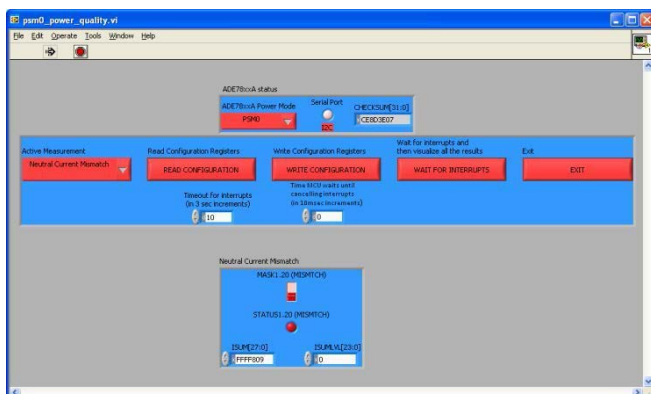 psm0_power_quality.vi
File Edit Operate Tools Window Help
ADE78xxA status
ADE78xxA Power Mode
Serial Port
CHECKSUM[31:0]
PSM0
I2C
CE8D3E07
Active Measurement
Read Configuration Registers
Write Configuration Registers
Wait for interrupts and
then visualize all the results
Exit
Neutral Current Mismatch
READ CONFIGURATION
WRITE CONFIGURATION
WAIT FOR INTERRUPTS
EXIT
Timeout for interrupts
(in 3 sec increments)
10
Time MCU waits until
cancelling interrupts
(in 10msec increments)
0
Neutral Current Mismatch
MASK1.20 (MISMTCH)
STATUS1.20 (MISMTCH)
ISUM[27:0]
ISUMLVL[23:0]
FFFF809
0